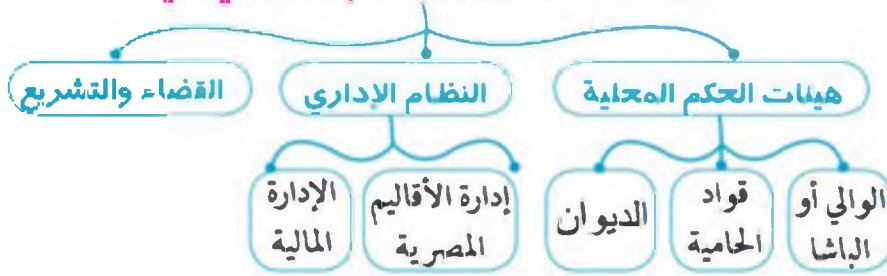 هيئات الحكم المحلية
النظام الإداري
القضاء والتشريع
الوالي أو
الباشا
قواد
الحامية
الديوان
إدارة الأقاليم
المصرية
الإدارة
المالية